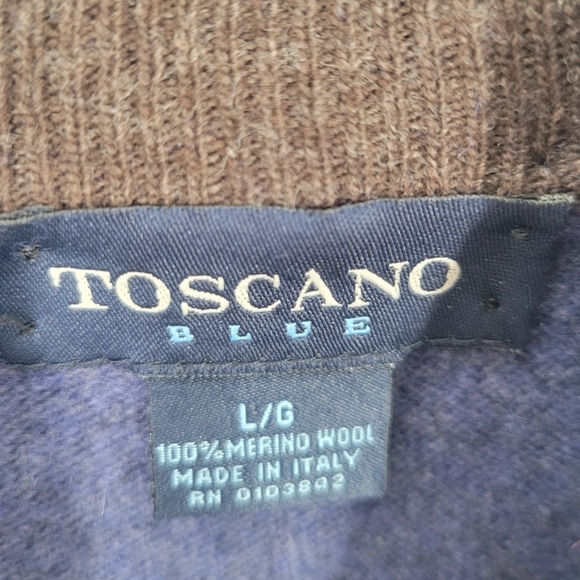 TOSCANO
BLUE
L/G
100% MERINO WOOL
MADE IN ITALY
RN 0103842